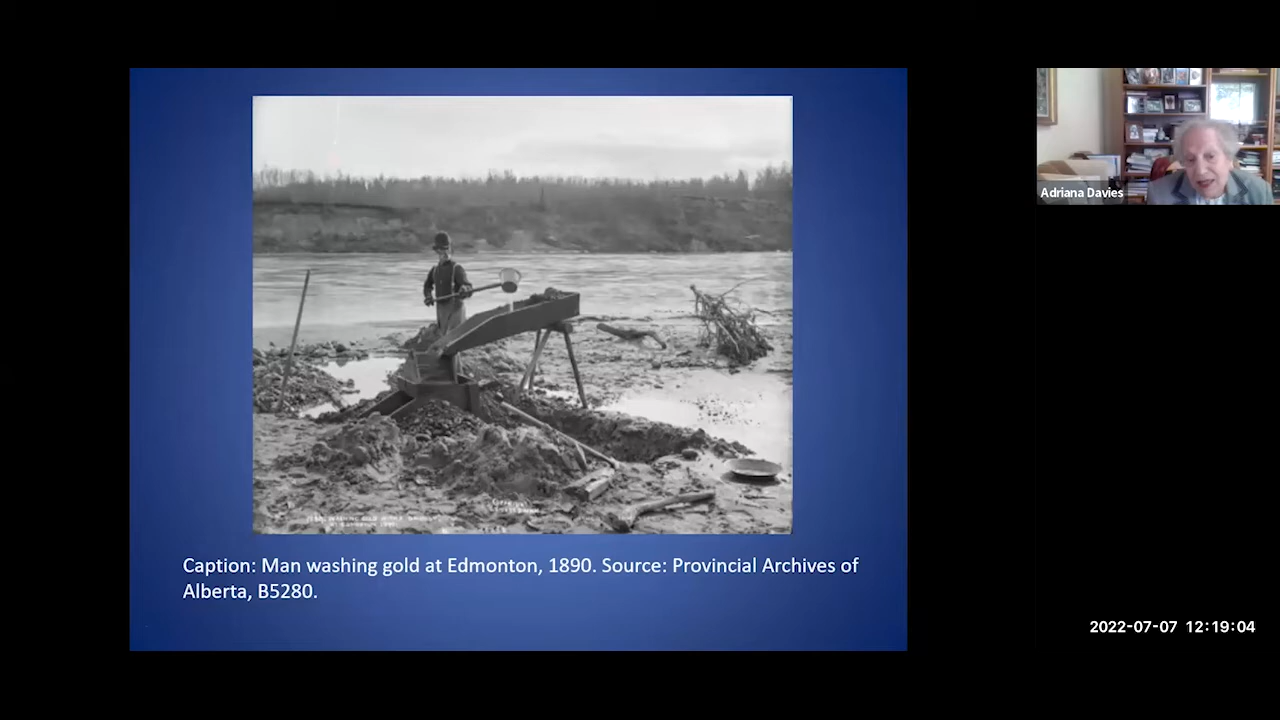 Caption: Man washing gold at Edmonton, 1890. Source: Provincial Archives of
Alberta, B5280.
Adriana Davies
2022-07-07 12:19:04